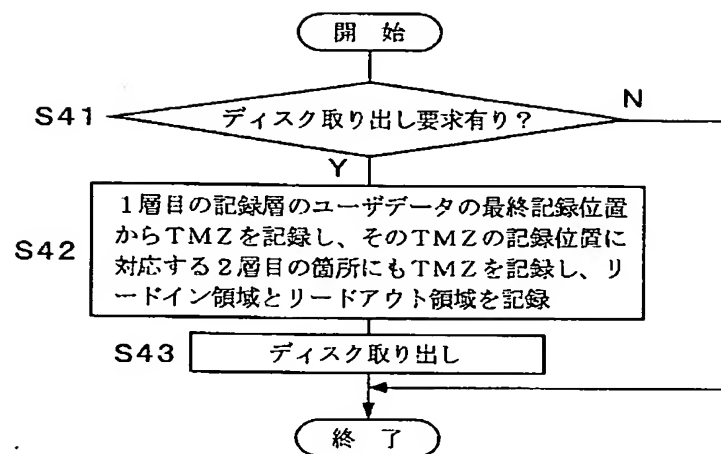 開 始
S41
ディスク取り出し要求有り?
N
Y
S42
1層目の記録層のユーザデータの最終記録位置
からTMZを記録し、そのTMZの記録位置に
対応する2層目の箇所にもTMZを記録し、リ
ードイン領域とリードアウト領域を記録
S43
ディスク取り出し
終 了